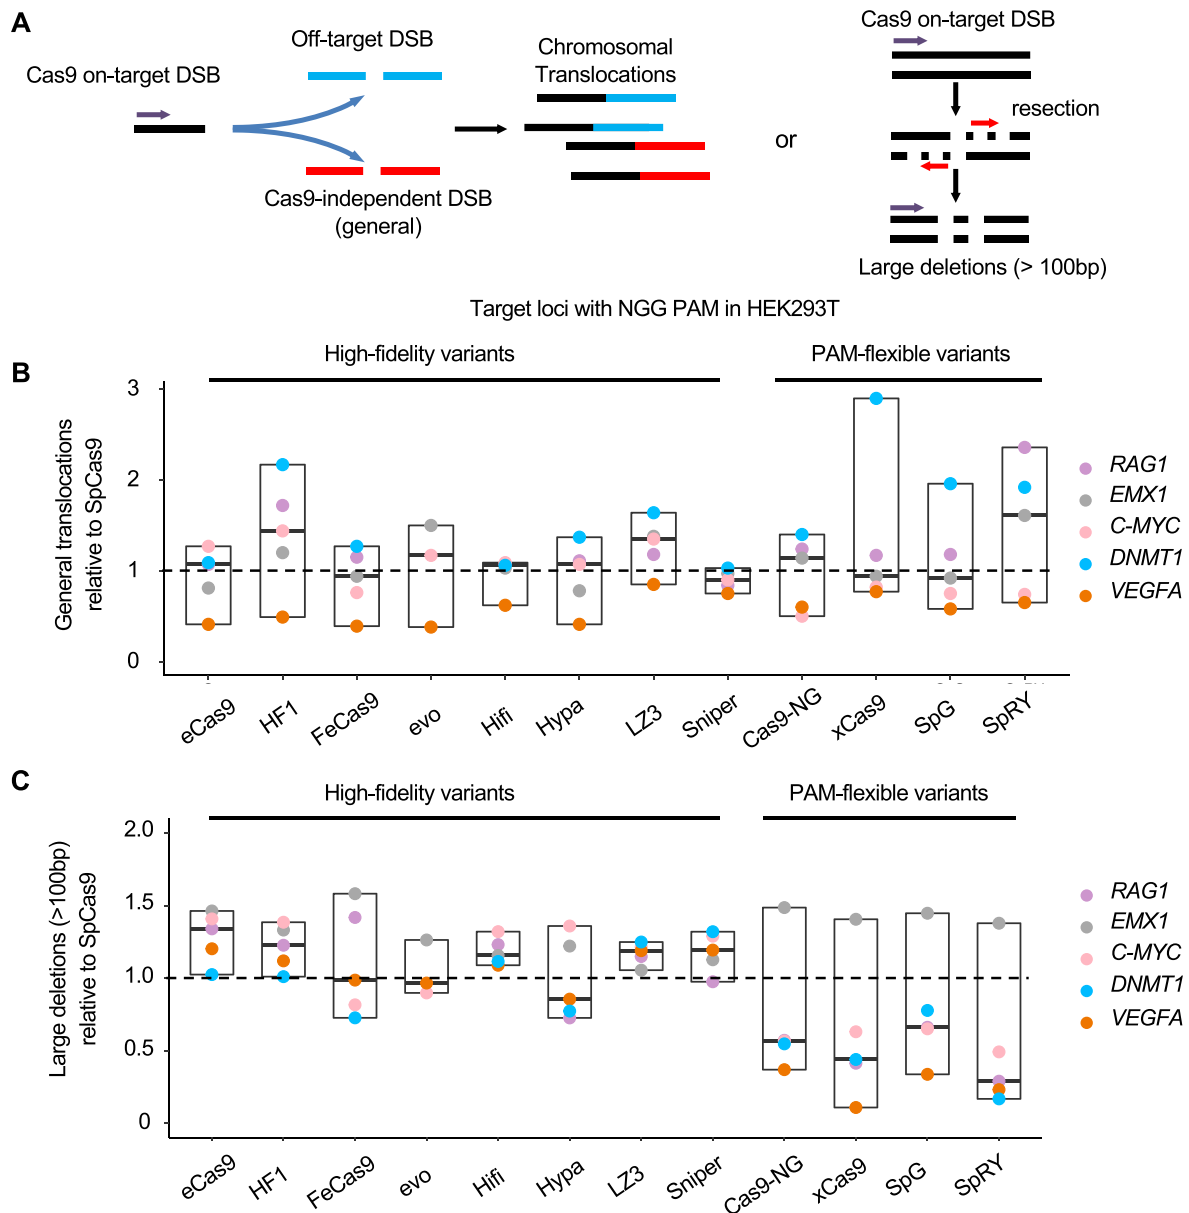 A
Off-target DSB
Cas9 on-target DSB
Cas9-independent DSB
(general)
Chromosomal
Translocations
or
Cas9 on-target DSB
resection
Large deletions (> 100bp)
Target loci with NGG PAM in HEK293T
B
High-fidelity variants
PAM-flexible variants
General translocations
relative to SpCas9
3
2
1
0
eCas9
HF1
FeCas9
evo
Hifi
Hypa
LZ3
Sniper
Cas9-NG
xCas9
SpG
SpRY
RAG1
EMX1
C-MYC
DNMT1
VEGFA
C
High-fidelity variants
PAM-flexible variants
Large deletions (>100bp)
relative to SpCas9
2.0
1.5
1.0
0.5
0
eCas9
HF1
FeCas9
evo
Hifi
Hypa
LZ3
Sniper
Cas9-NG
xCas9
SpG
SpRY
RAG1
EMX1
C-MYC
DNMT1
VEGFA